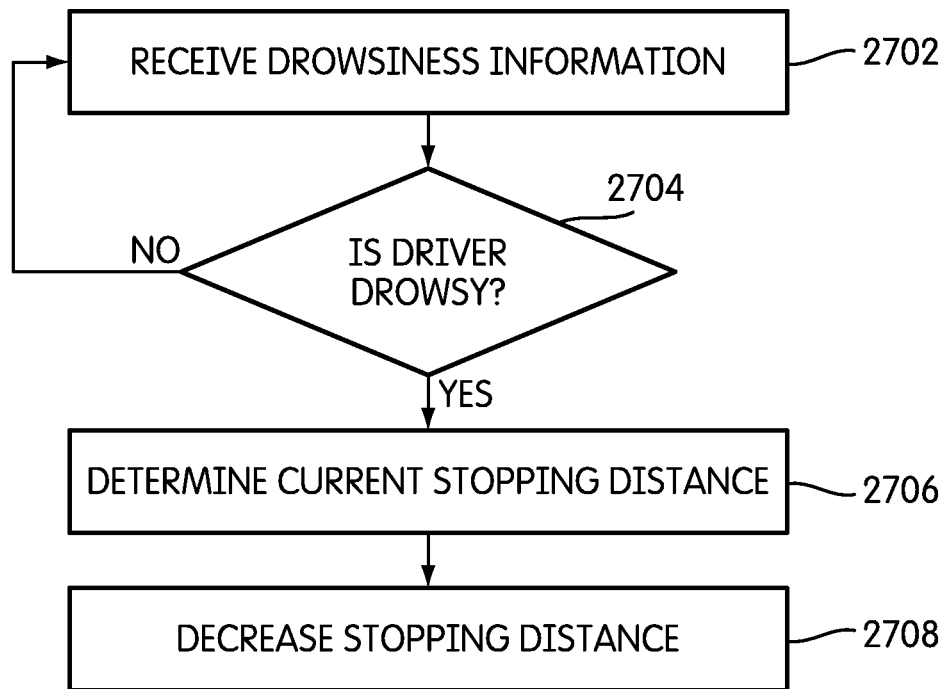 RECEIVE DROWSINESS INFORMATION
2702
2704
IS DRIVER
DROWSY?
NO
YES
DETERMINE CURRENT STOPPING DISTANCE
2706
DECREASE STOPPING DISTANCE
2708